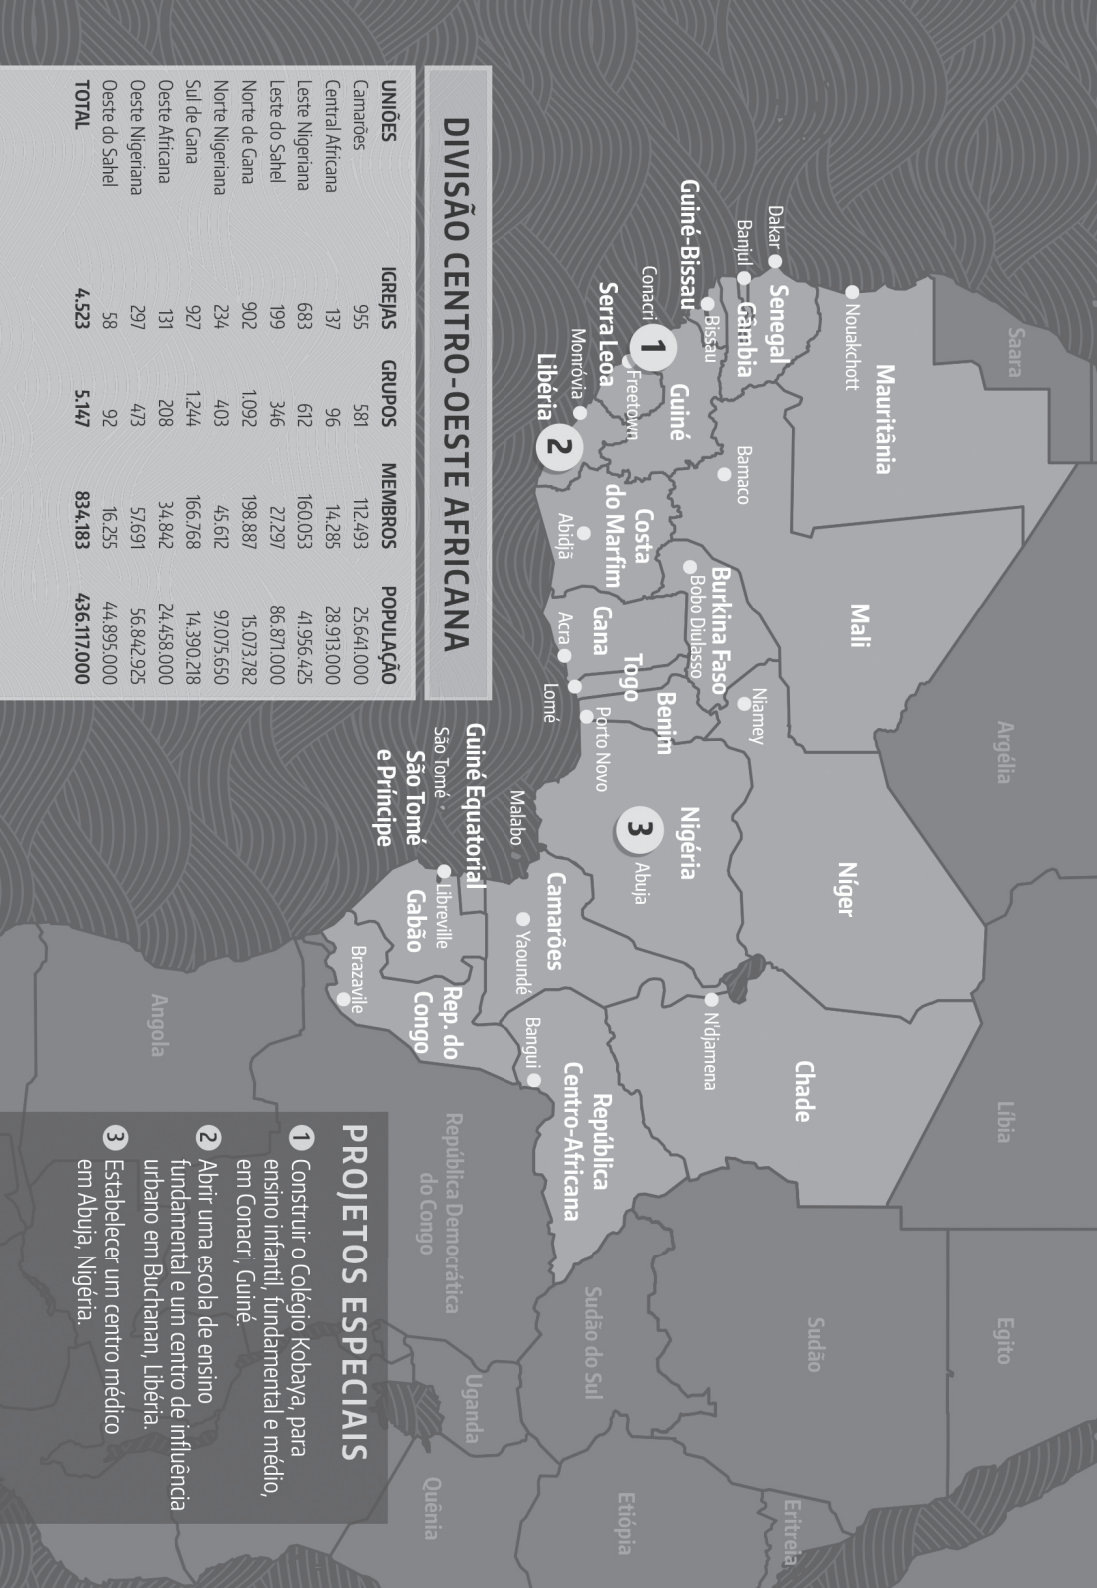 DIVISÃO CENTRO-OESTE AFRICANA
UNIÕES IGREJAS GRUPOS MEMBROS POPULAÇÃO
Camarões 955 581 112.493 25.641.000
Central Africana 137 96 14.285 28.913.000
Leste Nigeriana 683 612 160.053 41.956.425
Leste do Sahel 199 346 27.297 86.871.000
Norte de Gana 902 1.092 198.887 15.073.782
Norte Nigeriana 234 403 45.612 97.075.650
Sul de Gana 927 1.244 166.768 14.390.218
Oeste Africana 131 208 34.842 24.458.000
Oeste Nigeriana 297 473 57.691 56.842.925
Oeste do Sahel 58 92 16.255 44.895.000
TOTAL 4.523 5.147 834.183 436.117.000
Saara
Argélia
Líbia
Egito
Mauritânia
Nouakchott
Mali
Níger
Chade
Sudão
Eritreia
Dakar
Senegal
Banjul
Gâmbia
Bamaco
Burkina Faso
Bobo Diulasso
Niamey
N'djamena
Guiné-Bissau
Bissau
Conacri
1
Guiné
Serra Leoa
Freetown
Monróvia
Libéria
2
Costa
do Marfim
Abidjã
Gana
Acra
Togo
Lomé
Benim
Porto Novo
Nigéria
3
Abuja
Camarões
Yaoundé
República
Centro-Africana
Bangui
Sudão do Sul
Etiópia
Malabo
Guiné Equatorial
São Tomé
São Tomé
e Príncipe
Libreville
Gabão
Rep. do
Congo
Brazavile
República Democrática
do Congo
Uganda
Quênia
Angola
PROJETOS ESPECIAIS
1 Construir o Colégio Kobaya, para
ensino infantil, fundamental e médio,
em Conacri, Guiné.
2 Abrir uma escola de ensino
fundamental e um centro de influência
urbano em Buchanan, Libéria.
3 Estabelecer um centro médico
em Abuja, Nigéria.